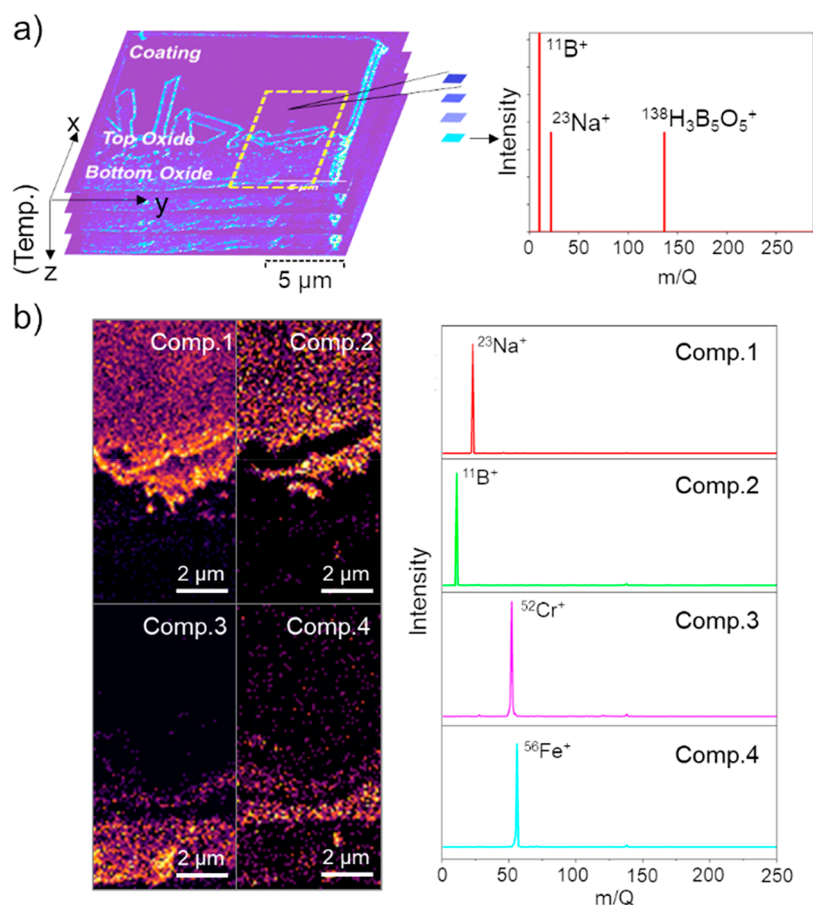 a)
Coating
Top Oxide
Bottom Oxide
5 μm
x
y
(Temp.)
z
5 μm
Intensity
¹¹B⁺
²³Na⁺
¹³⁸H₃B₅O₅⁺
0 50 100 150 200 250
m/Q
b)
Comp.1
Comp.2
2 μm
2 μm
Comp.3
Comp.4
2 μm
2 μm
Intensity
²³Na⁺
Comp.1
¹¹B⁺
Comp.2
⁵²Cr⁺
Comp.3
⁵⁶Fe⁺
Comp.4
0 50 100 150 200 250
m/Q